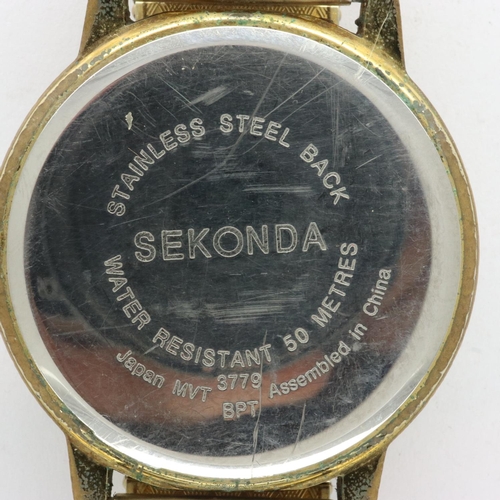 STAINLESS STEEL BACK
SEKONDA
WATER RESISTANT 50 METRES
Japan MVT 3779 Assembled in China
BPT